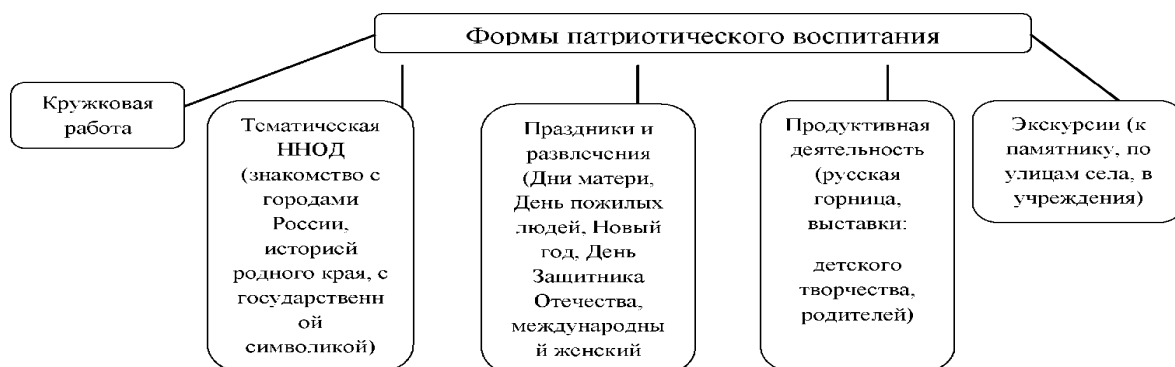 Формы патриотического воспитания
Кружковая
работа
Тематическая
ННОД
(знакомство с
городами
России,
историей
родного края, с
государственн
ой
символикой)
Праздники и
развлечения
(Дни матери,
День пожилых
людей, Новый
год, День
Защитника
Отечества,
международны
й женский
Продуктивная
деятельность
(русская
горница,
выставки:
детского
творчества,
родителей)
Экскурсии (к
памятнику, по
улицам села, в
учреждения)